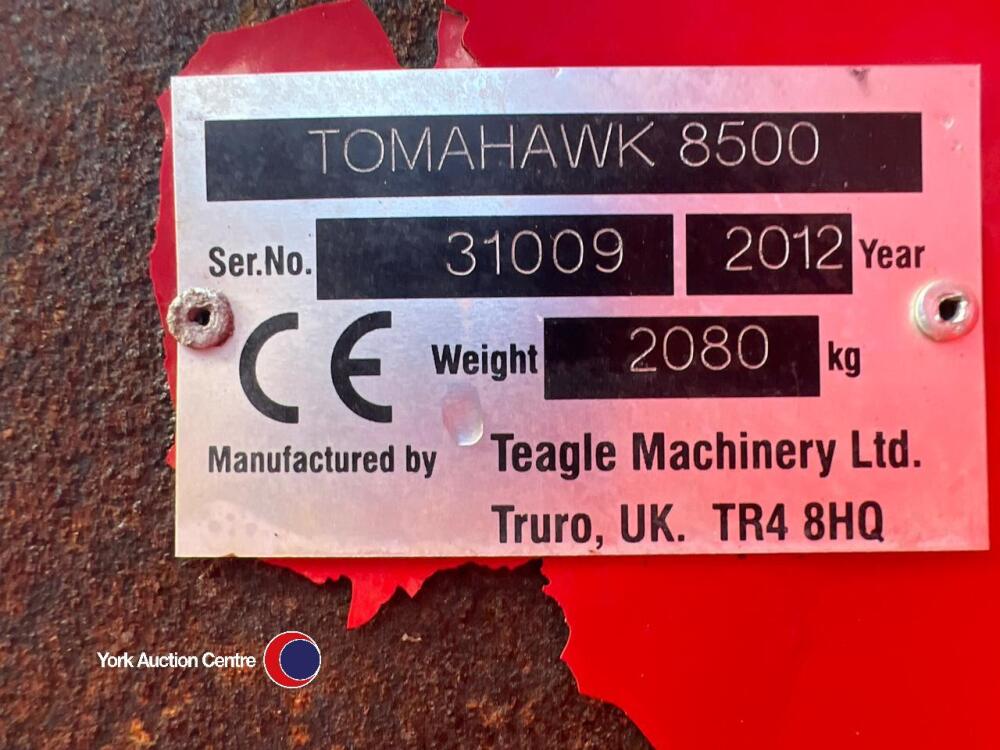 TOMAHAWK 8500
Ser.No. 31009 2012 Year
CE Weight 2080 kg
Manufactured by Teagle Machinery Ltd.
Truro, UK. TR4 8HQ
York Auction Centre